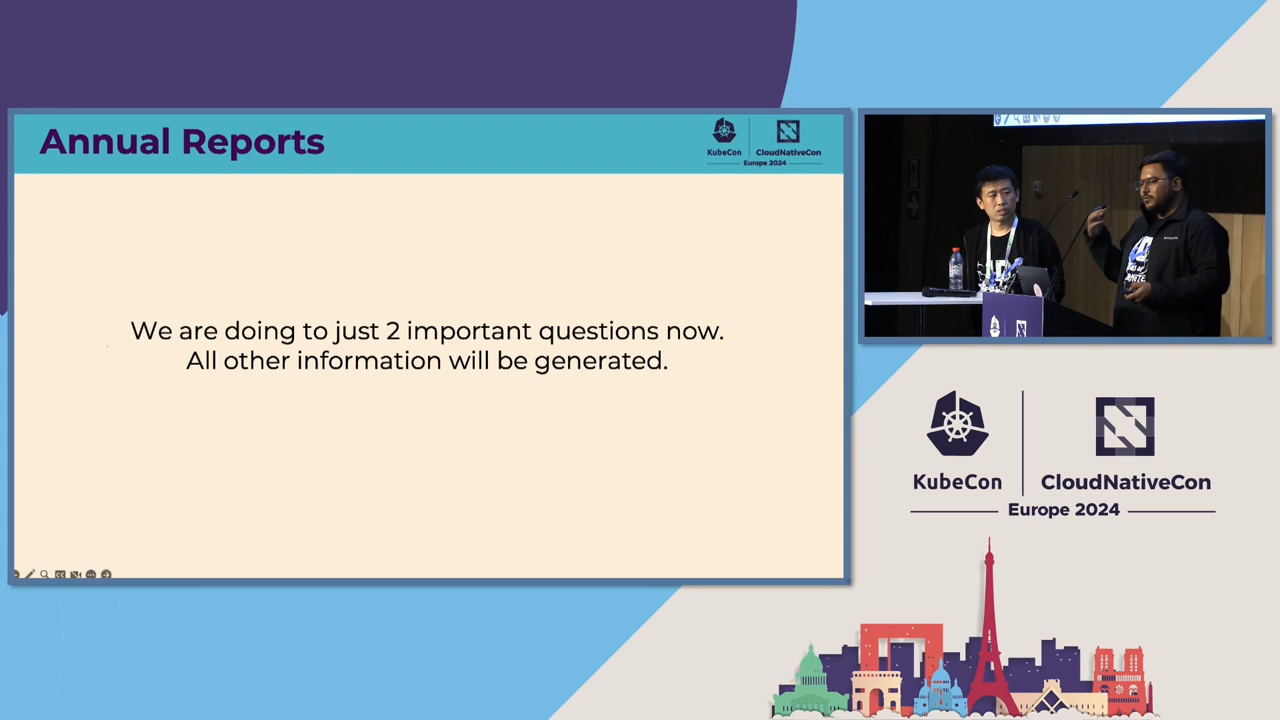 Annual Reports
KubeCon
CloudNativeCon
Europe 2024
We are doing to just 2 important questions now.
All other information will be generated.
KubeCon
CloudNativeCon
Europe 2024